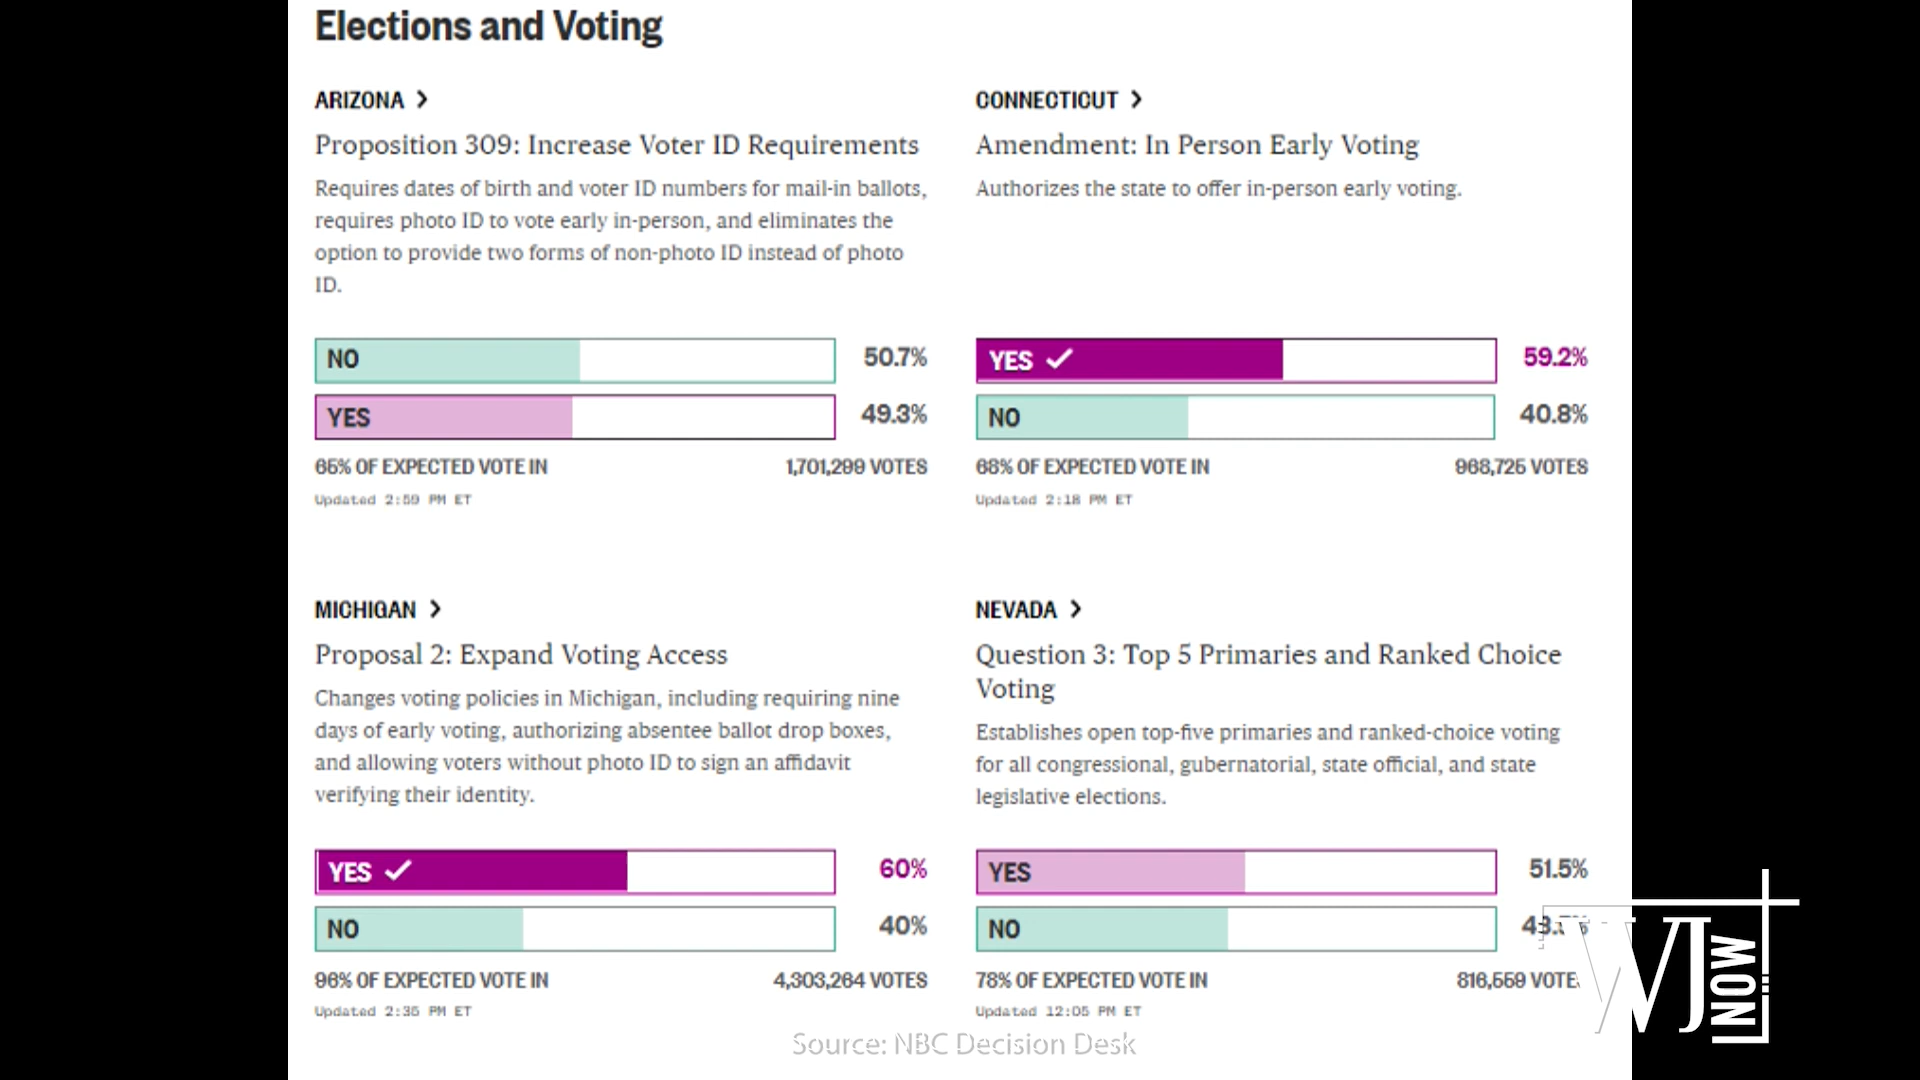 Elections and Voting
ARIZONA >
Proposition 309: Increase Voter ID Requirements
Requires dates of birth and voter ID numbers for mail-in ballots,
requires photo ID to vote early in-person, and eliminates the
option to provide two forms of non-photo ID instead of photo
ID.
NO 50.7%
YES 49.3%
65% OF EXPECTED VOTE IN 1,701,299 VOTES
Updated 2:59 PM ET
CONNECTICUT >
Amendment: In Person Early Voting
Authorizes the state to offer in-person early voting.
YES ✓ 59.2%
NO 40.8%
68% OF EXPECTED VOTE IN 968,725 VOTES
Updated 2:18 PM ET
MICHIGAN >
Proposal 2: Expand Voting Access
Changes voting policies in Michigan, including requiring nine
days of early voting, authorizing absentee ballot drop boxes,
and allowing voters without photo ID to sign an affidavit
verifying their identity.
YES ✓ 60%
NO 40%
96% OF EXPECTED VOTE IN 4,303,264 VOTES
Updated 2:35 PM ET
NEVADA >
Question 3: Top 5 Primaries and Ranked Choice
Voting
Establishes open top-five primaries and ranked-choice voting
for all congressional, gubernatorial, state official, and state
legislative elections.
YES 51.5%
NO
78% OF EXPECTED VOTE IN 816,559
Updated 12:05 PM ET
Source: NBC Decision Desk
WJ NOW